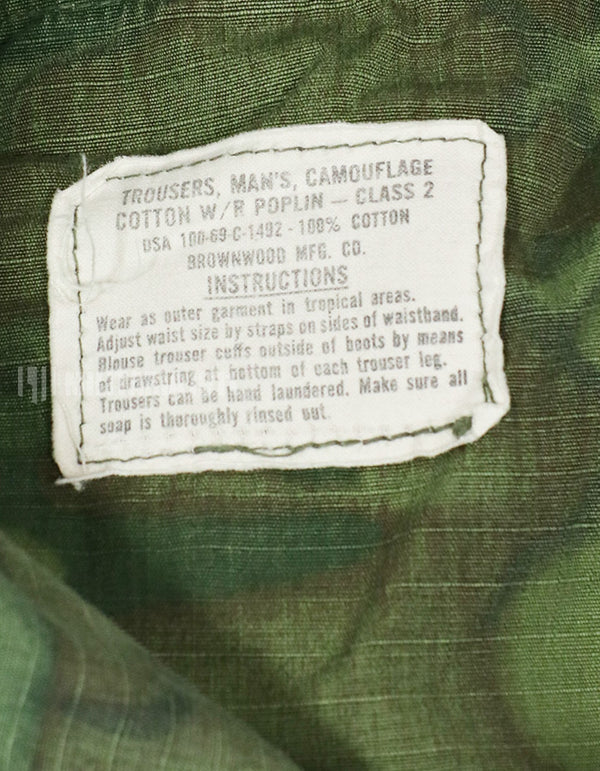 TROUSERS, MAN'S, CAMOUFLAGE
COTTON W/R POPLIN — CLASS 2
DSA 100-69-C-1492 - 100% COTTON
BROWNWOOD MFG. CO.
INSTRUCTIONS
Wear as outer garment in tropical areas.
Adjust waist size by straps on sides of waistband.
Blouse trouser cuffs outside of boots by means
of drawstring at bottom of each trouser leg.
Trousers can be hand laundered. Make sure all
soap is thoroughly rinsed out.